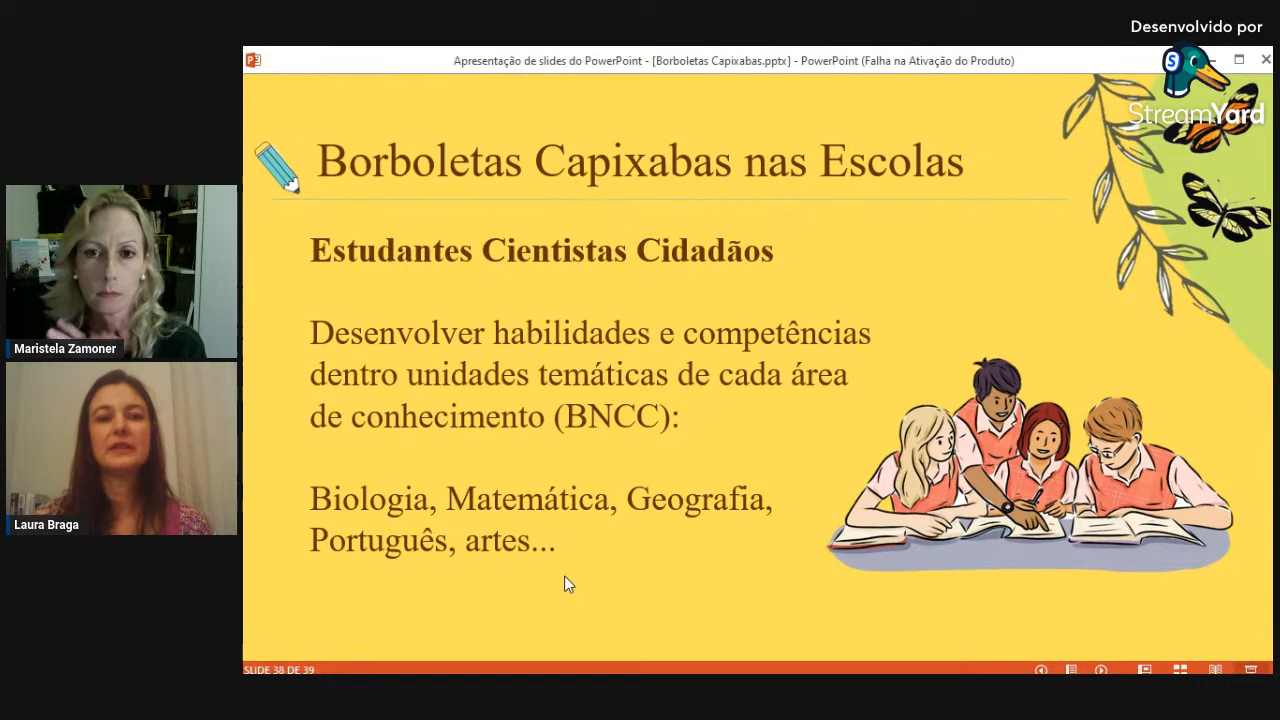 Desenvolvido por
StreamYard
Apresentação de slides do PowerPoint - [Borboletas Capixabas.pptx] - PowerPoint (Falha na Ativação do Produto)
Borboletas Capixabas nas Escolas
Estudantes Cientistas Cidadãos
Desenvolver habilidades e competências
dentro unidades temáticas de cada área
de conhecimento (BNCC):
Biologia, Matemática, Geografia,
Português, artes...
Maristela Zamoner
Laura Braga
SLIDE 38 DE 39